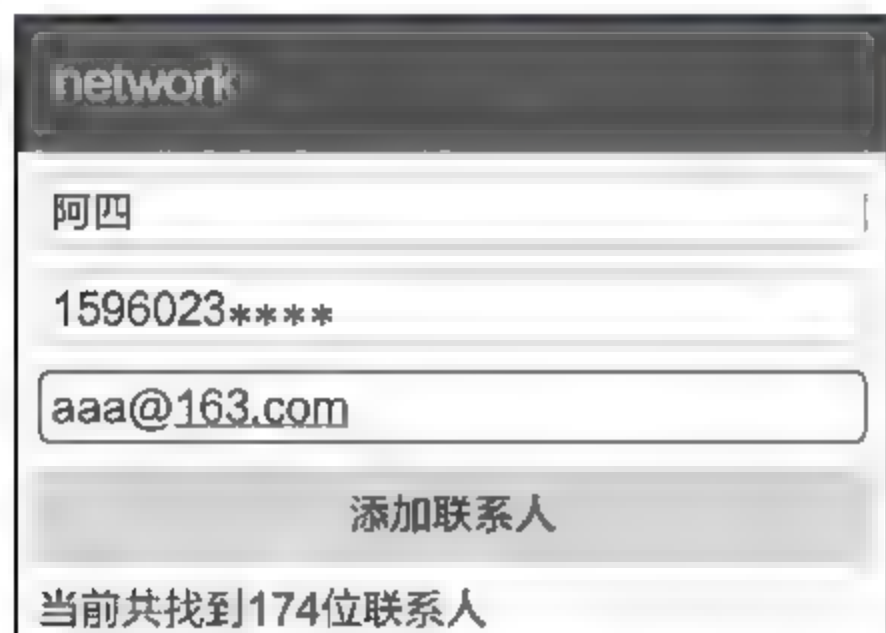 network
阿四
1596023****
aaa@163.com
添加联系人
当前共找到174位联系人